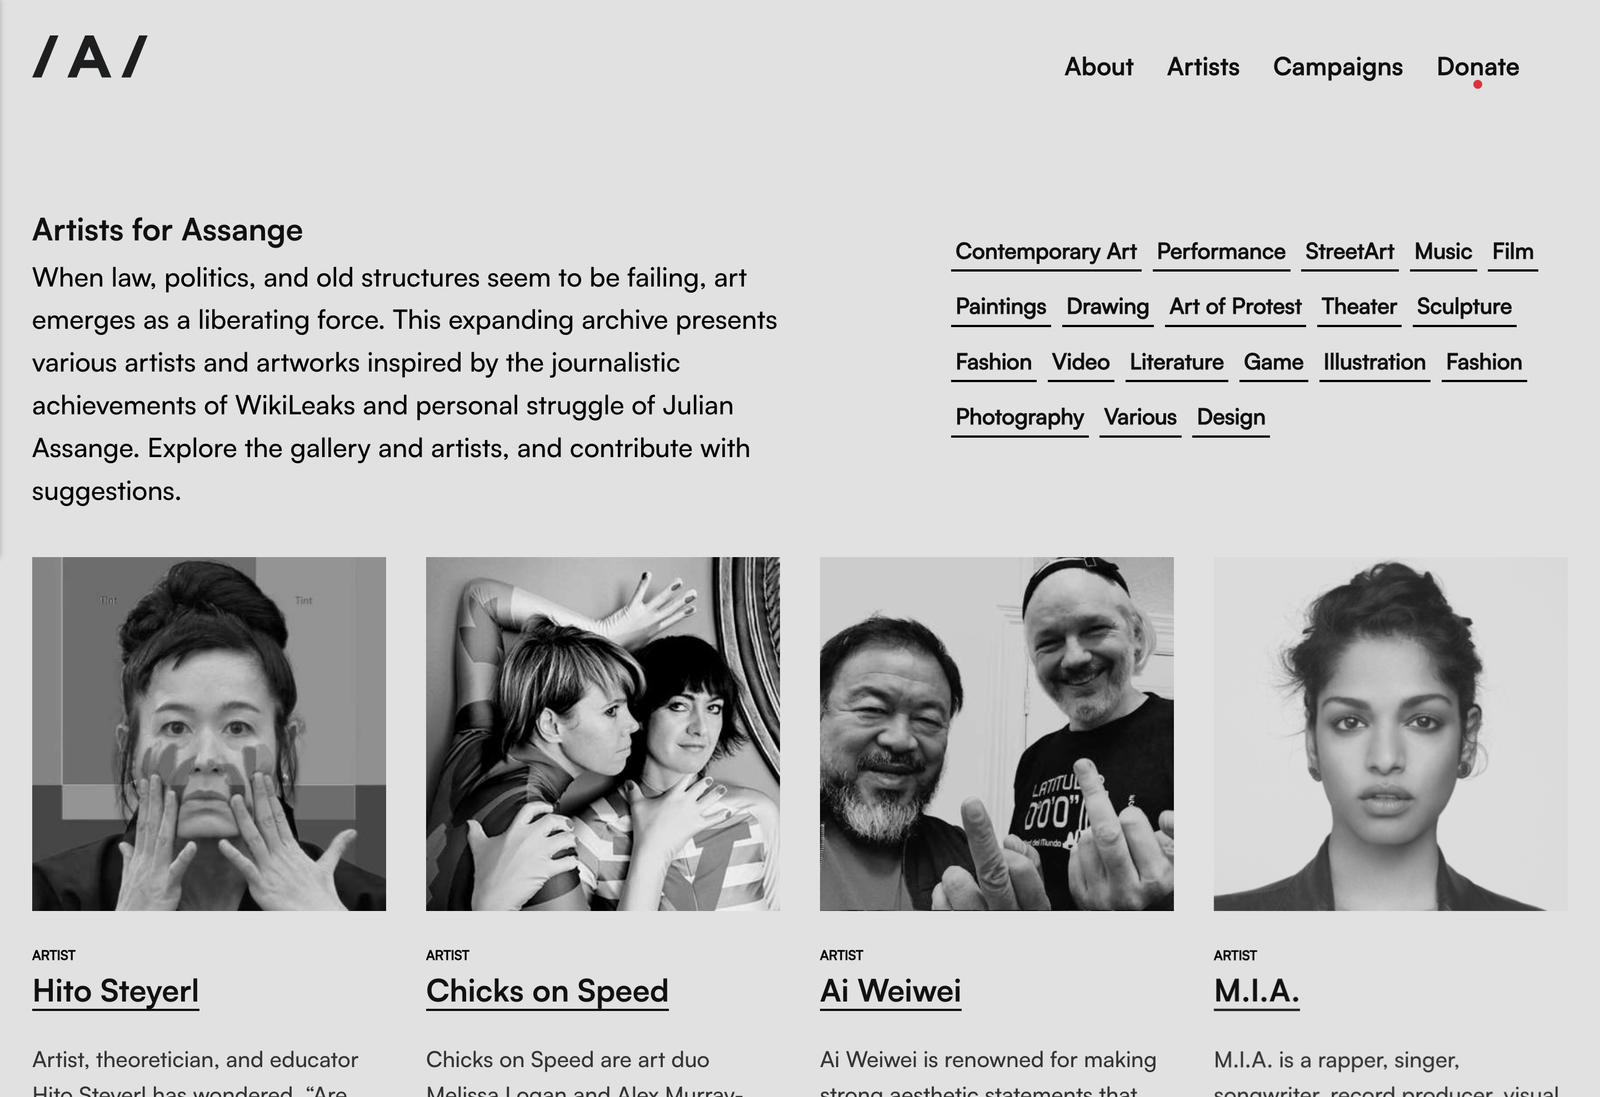 /A/
About Artists Campaigns Donate
Artists for Assange
When law, politics, and old structures seem to be failing, art
emerges as a liberating force. This expanding archive presents
various artists and artworks inspired by the journalistic
achievements of WikiLeaks and personal struggle of Julian
Assange. Explore the gallery and artists, and contribute with
suggestions.
Contemporary Art Performance StreetArt Music Film
Paintings Drawing Art of Protest Theater Sculpture
Fashion Video Literature Game Illustration Fashion
Photography Various Design
Tint Tint
LATITU
0°0'0"
del Mundo
ARTIST
Hito Steyerl
Artist, theoretician, and educator
Hito Steyerl has wondered, “Are
ARTIST
Chicks on Speed
Chicks on Speed are art duo
Melissa Logan and Alex Murray-
ARTIST
Ai Weiwei
Ai Weiwei is renowned for making
strong aesthetic statements that
ARTIST
M.I.A.
M.I.A. is a rapper, singer,
songwriter, record producer, visual